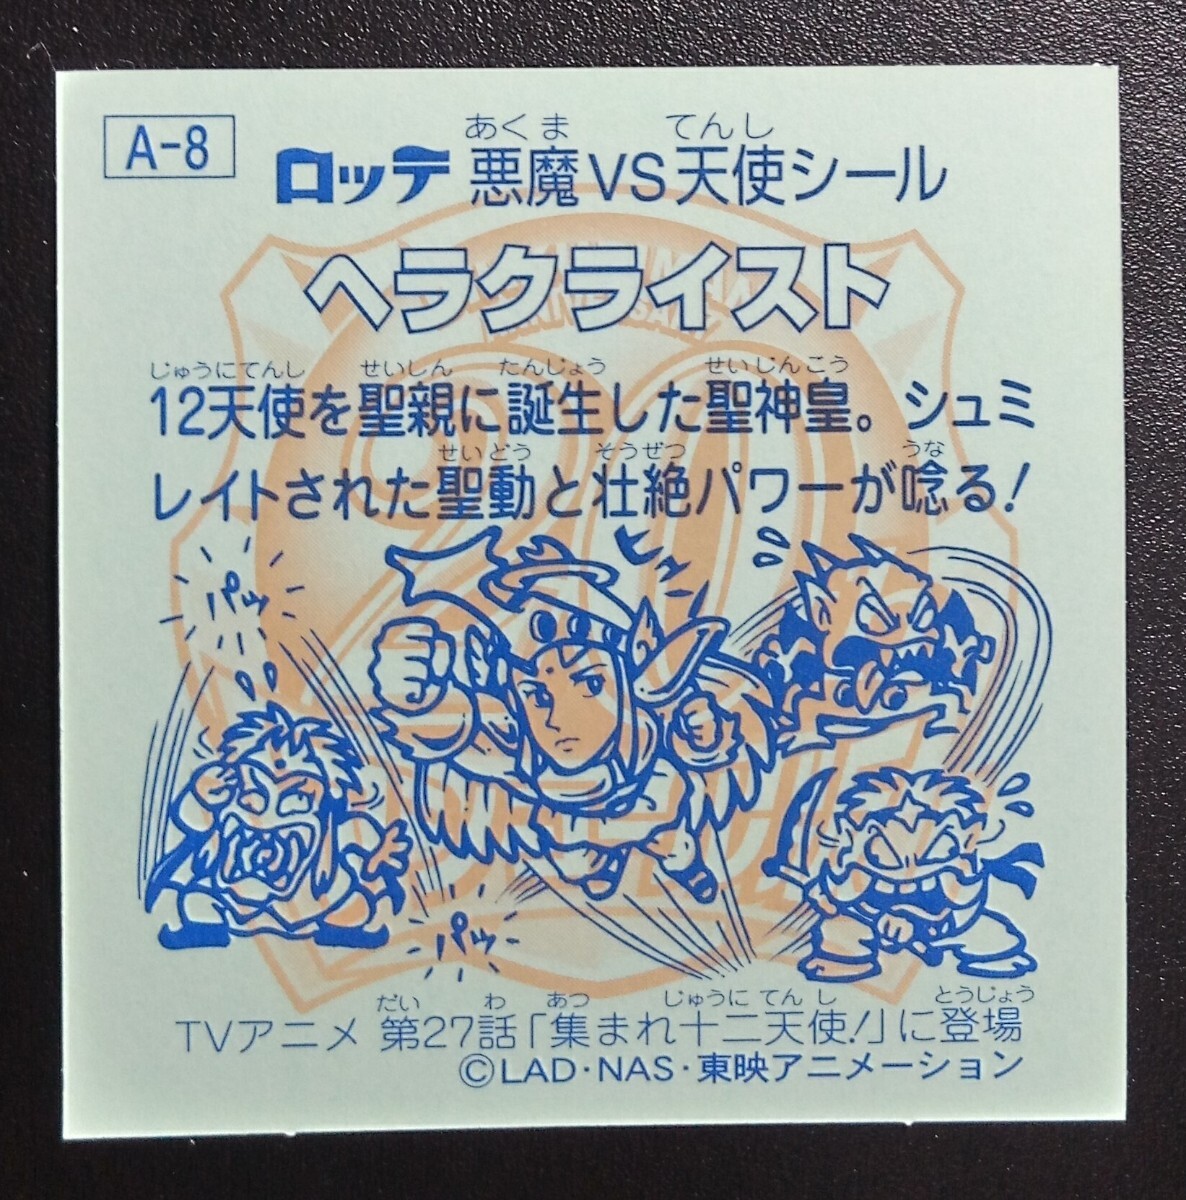 A-8
あくま てんし
ロッテ 悪魔VS天使シール
ヘラクライスト
じゅうにてんし せいしん たんじょう せいじんこう
12天使を聖親に誕生した聖神皇。シュミ
せいどう そうぜつ うな
レイトされた聖動と壮絶パワーが唸る!
ヒュー
パッ
パッ
だい わ あつ じゅうにてんし とうじょう
TVアニメ 第27話「集まれ十二天使!」に登場
©LAD・NAS・東映アニメーション